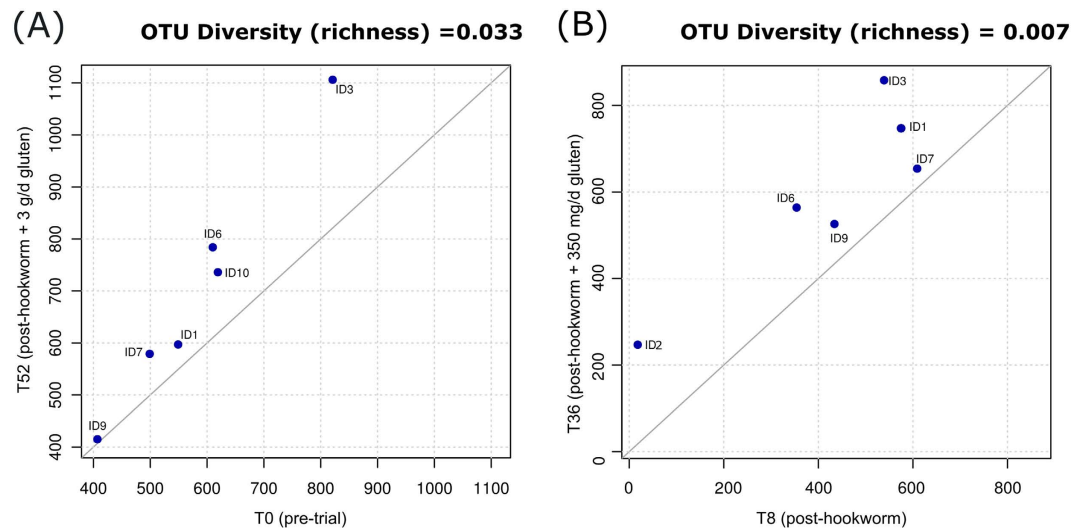 (A)
OTU Diversity (richness) =0.033
T52 (post-hookworm + 3 g/d gluten)
1100
1000
900
800
700
600
500
400
ID3
ID6
ID10
ID1
ID7
ID9
400 500 600 700 800 900 1000 1100
T0 (pre-trial)
(B)
OTU Diversity (richness) = 0.007
T36 (post-hookworm + 350 mg/d gluten)
800
600
400
200
0
ID3
ID1
ID7
ID6
ID9
ID2
0 200 400 600 800
T8 (post-hookworm)